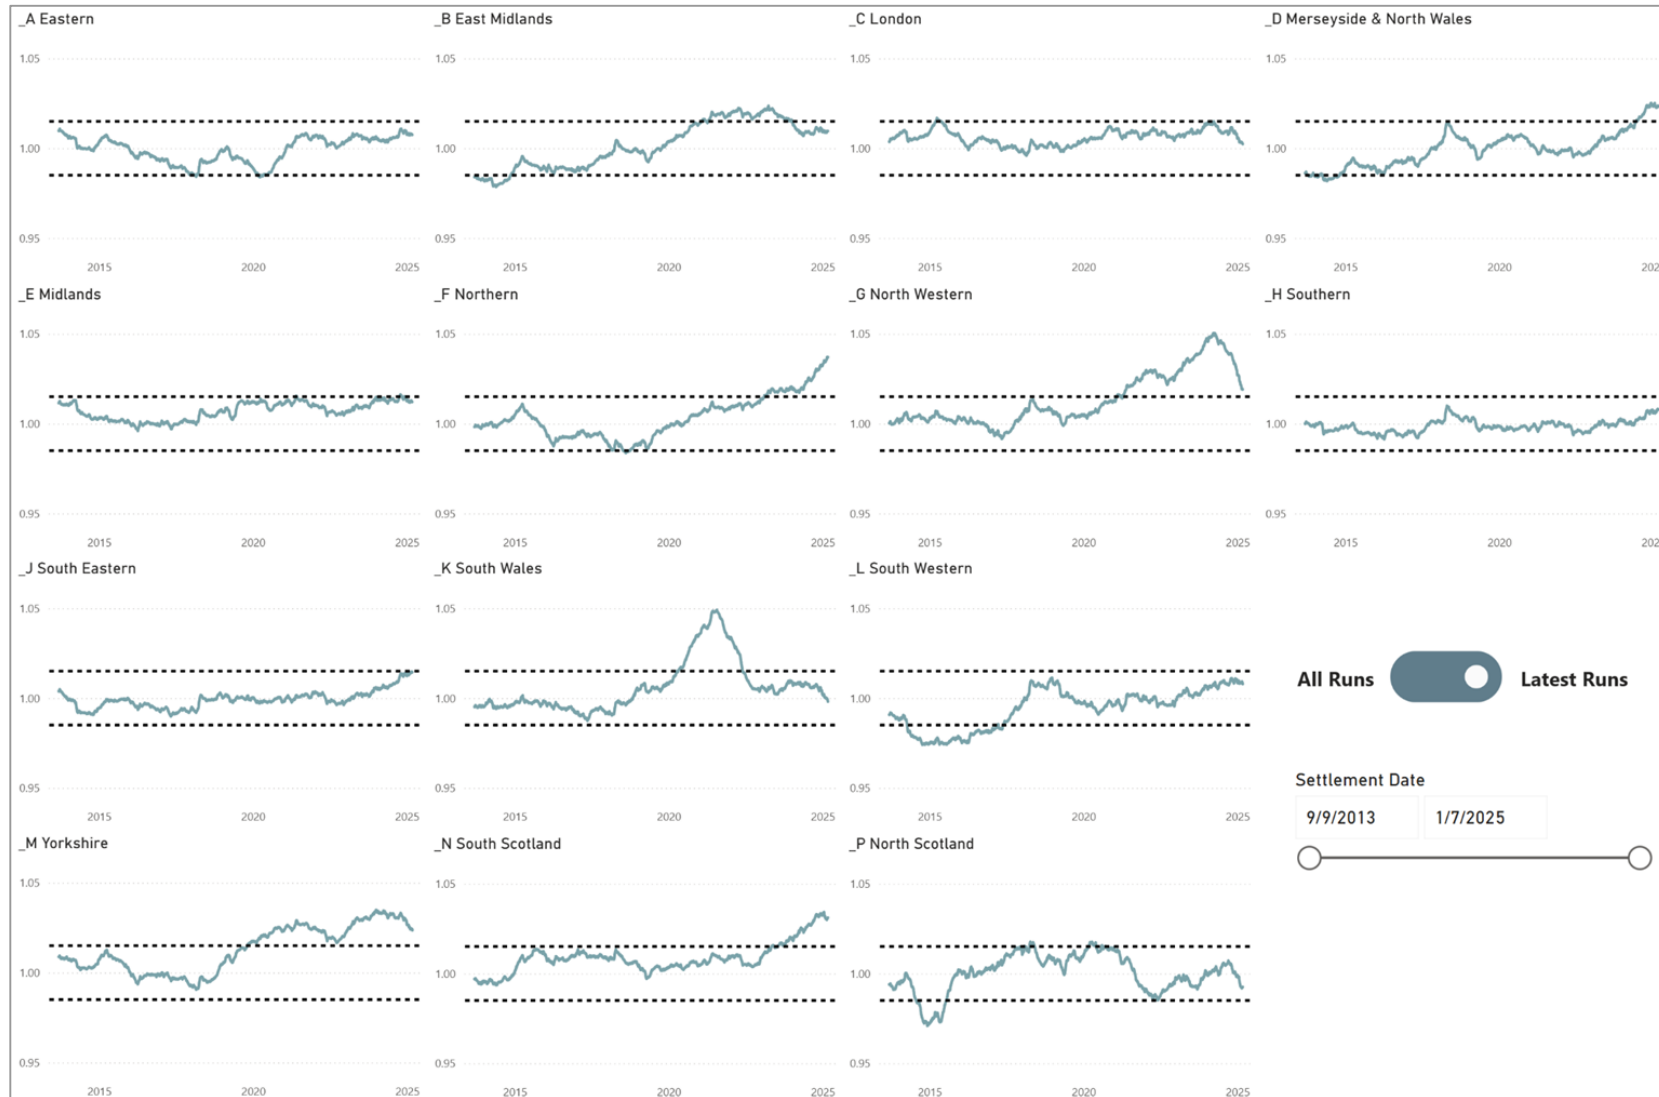 _A Eastern
1.05
1.00
0.95
2015 2020 2025
_B East Midlands
1.05
1.00
0.95
2015 2020 2025
_C London
1.05
1.00
0.95
2015 2020 2025
_D Merseyside & North Wales
1.05
1.00
0.95
2015 2020 202
_E Midlands
1.05
1.00
0.95
2015 2020 2025
_F Northern
1.05
1.00
0.95
2015 2020 2025
_G North Western
1.05
1.00
0.95
2015 2020 2025
_H Southern
1.05
1.00
0.95
2015 2020 202
_J South Eastern
1.05
1.00
0.95
2015 2020 2025
_K South Wales
1.05
1.00
0.95
2015 2020 2025
_L South Western
1.05
1.00
0.95
2015 2020 2025
All Runs Latest Runs
Settlement Date
9/9/2013 1/7/2025
_M Yorkshire
1.05
1.00
0.95
2015 2020 2025
_N South Scotland
1.05
1.00
0.95
2015 2020 2025
_P North Scotland
1.05
1.00
0.95
2015 2020 2025